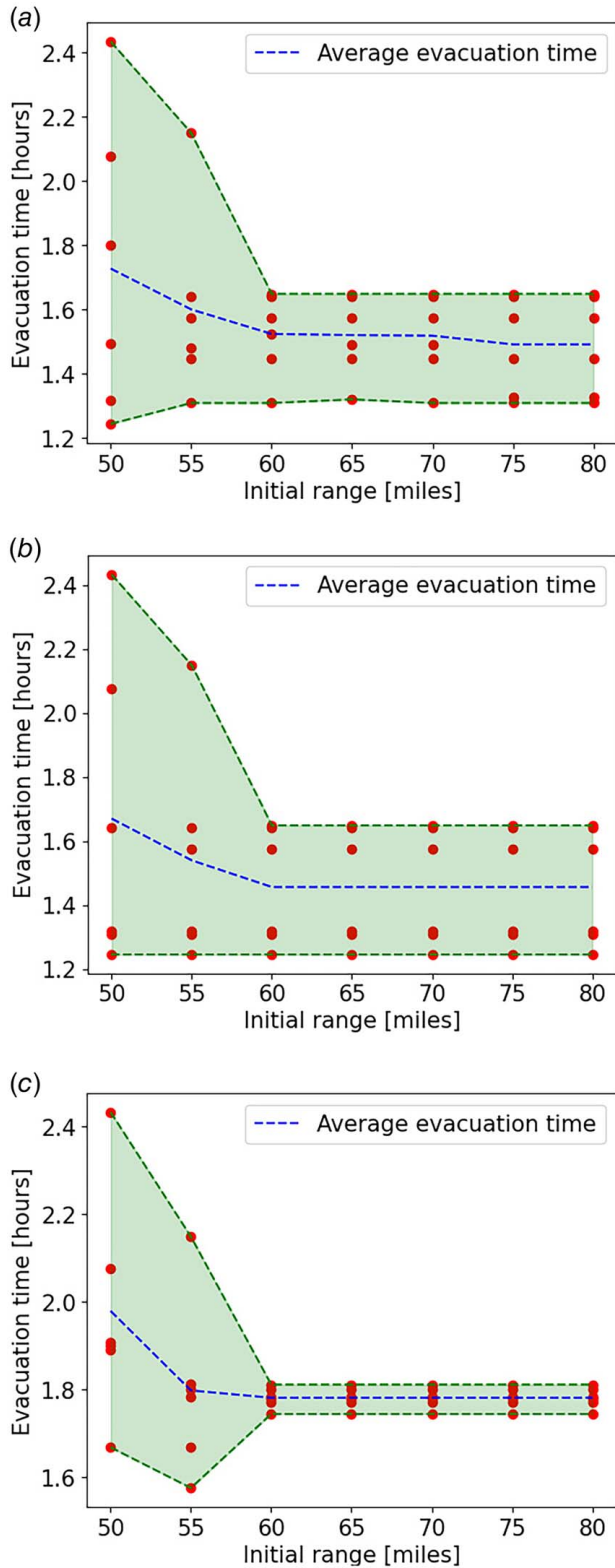 (a)
Average evacuation time
2.4
2.2
2.0
1.8
1.6
1.4
1.2
Evacuation time [hours]
50 55 60 65 70 75 80
Initial range [miles]
(b)
Average evacuation time
2.4
2.2
2.0
1.8
1.6
1.4
1.2
Evacuation time [hours]
50 55 60 65 70 75 80
Initial range [miles]
(c)
Average evacuation time
2.4
2.2
2.0
1.8
1.6
Evacuation time [hours]
50 55 60 65 70 75 80
Initial range [miles]